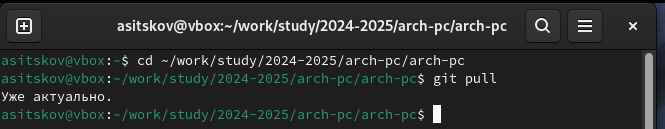 asitskov@vbox:~/work/study/2024-2025/arch-pc/arch-pc
asitskov@vbox:~$ cd ~/work/study/2024-2025/arch-pc/arch-pc
asitskov@vbox:~/work/study/2024-2025/arch-pc/arch-pc$ git pull
Уже актуально.
asitskov@vbox:~/work/study/2024-2025/arch-pc/arch-pc$